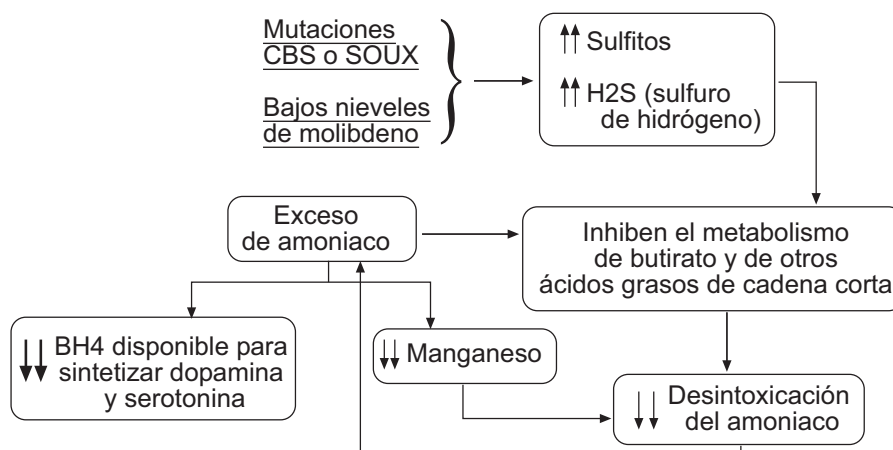 Mutaciones
CBS o SOUX
Bajos nieveles
de molibdeno
Sulfitos
H2S (sulfuro
de hidrógeno)
Exceso
de amoniaco
Inhiben el metabolismo
de butirato y de otros
ácidos grasos de cadena corta
BH4 disponible para
sintetizar dopamina
y serotonina
Manganeso
Desintoxicación
del amoniaco